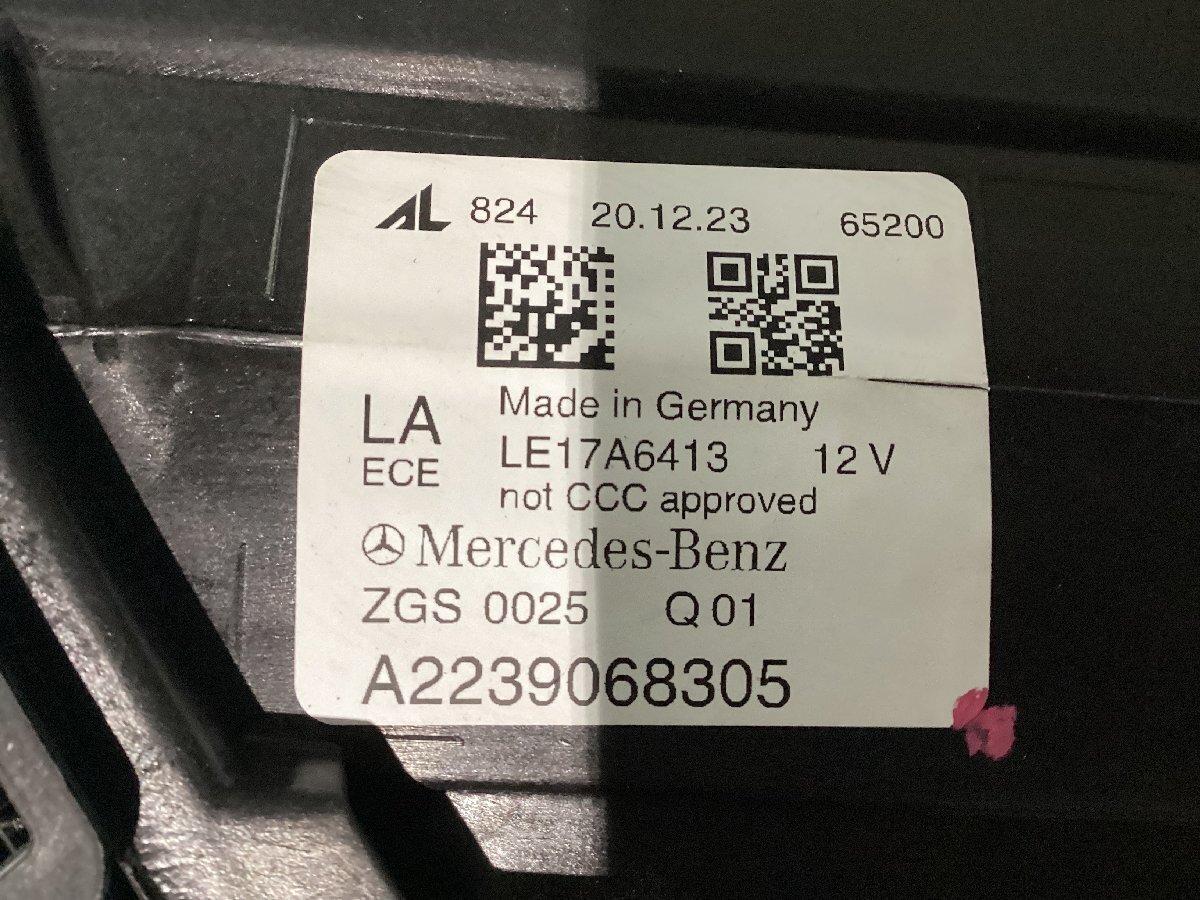 AL 824 20.12.23 65200
LA
ECE
Made in Germany
LE17A6413 12 V
not CCC approved
Mercedes-Benz
ZGS 0025 Q 01
A2239068305